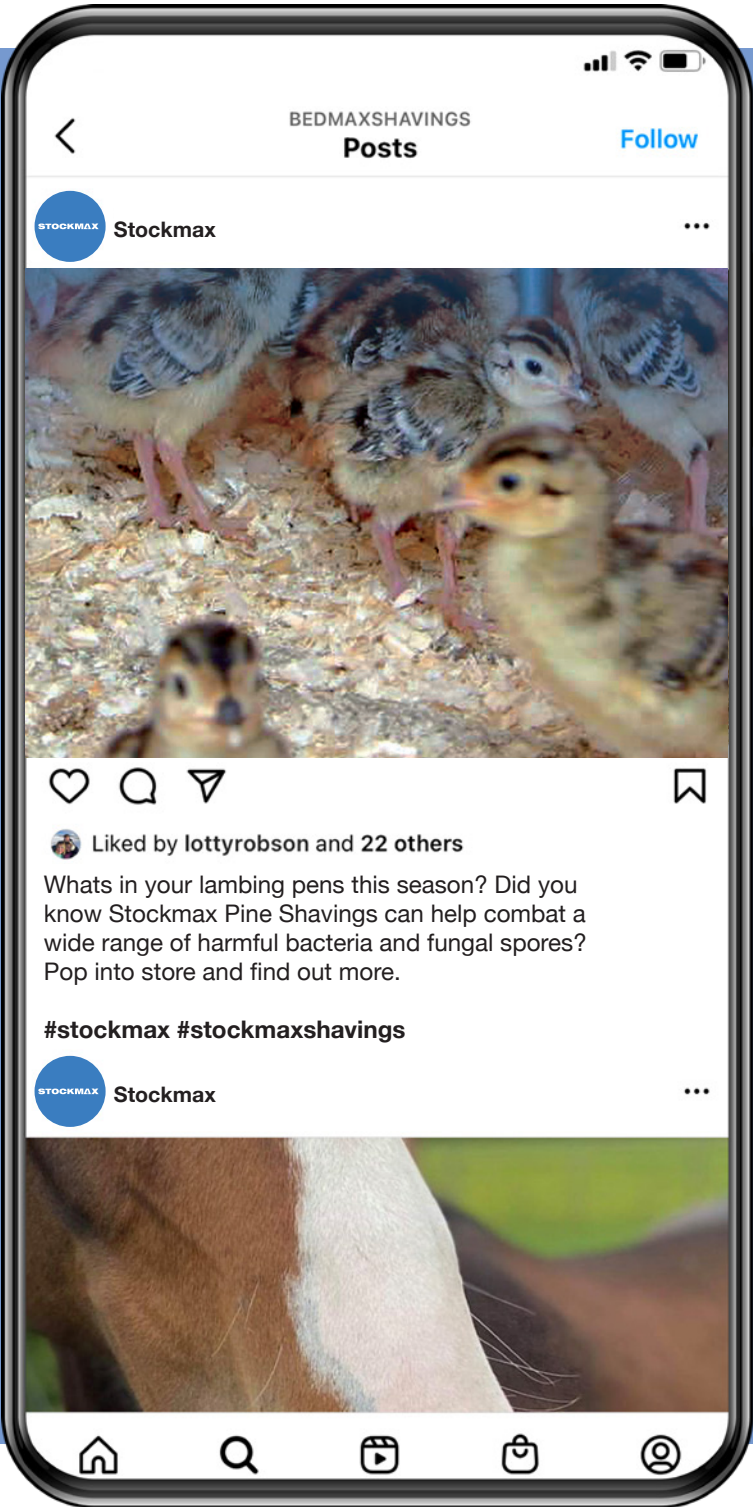 BEDMAXSHAVINGS
Posts
Follow
STOCKMAX
Stockmax
Liked by lottyrobson and 22 others
Whats in your lambing pens this season? Did you
know Stockmax Pine Shavings can help combat a
wide range of harmful bacteria and fungal spores?
Pop into store and find out more.
#stockmax #stockmaxshavings
STOCKMAX
Stockmax